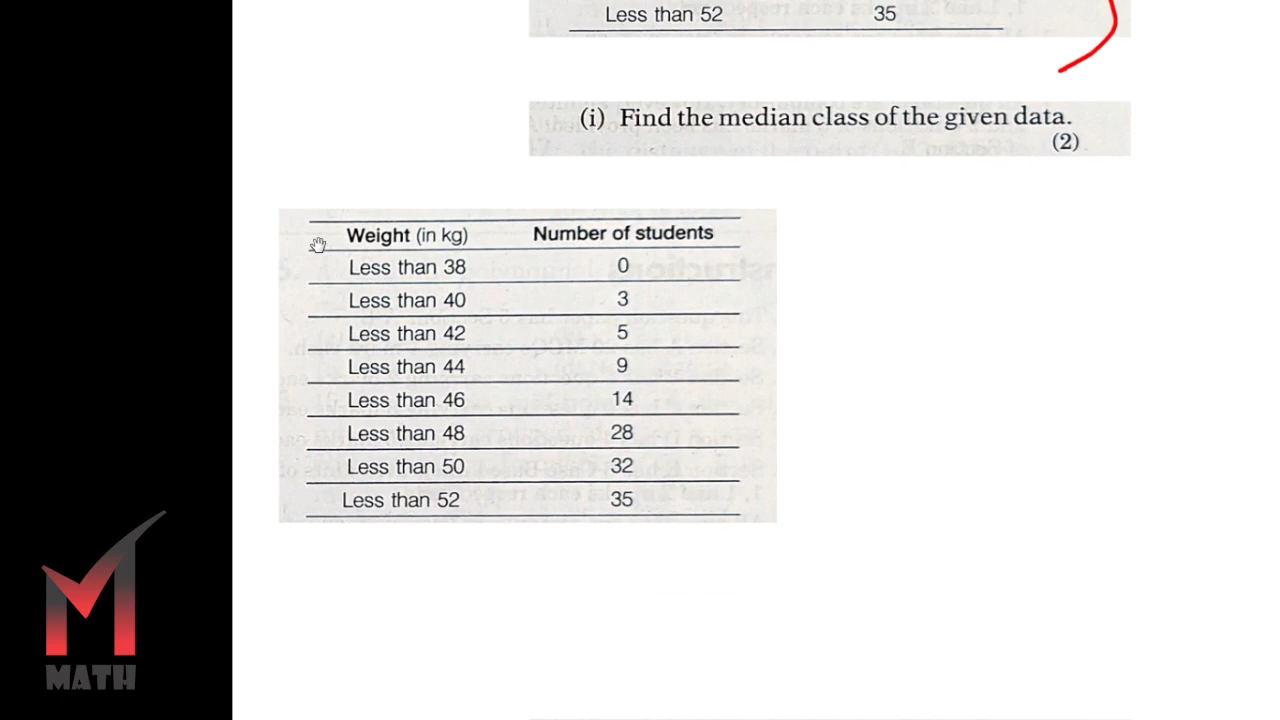 Less than 52 35
(i) Find the median class of the given data.
(2)
Weight (in kg) Number of students
Less than 38 0
Less than 40 3
Less than 42 5
Less than 44 9
Less than 46 14
Less than 48 28
Less than 50 32
Less than 52 35
MATH